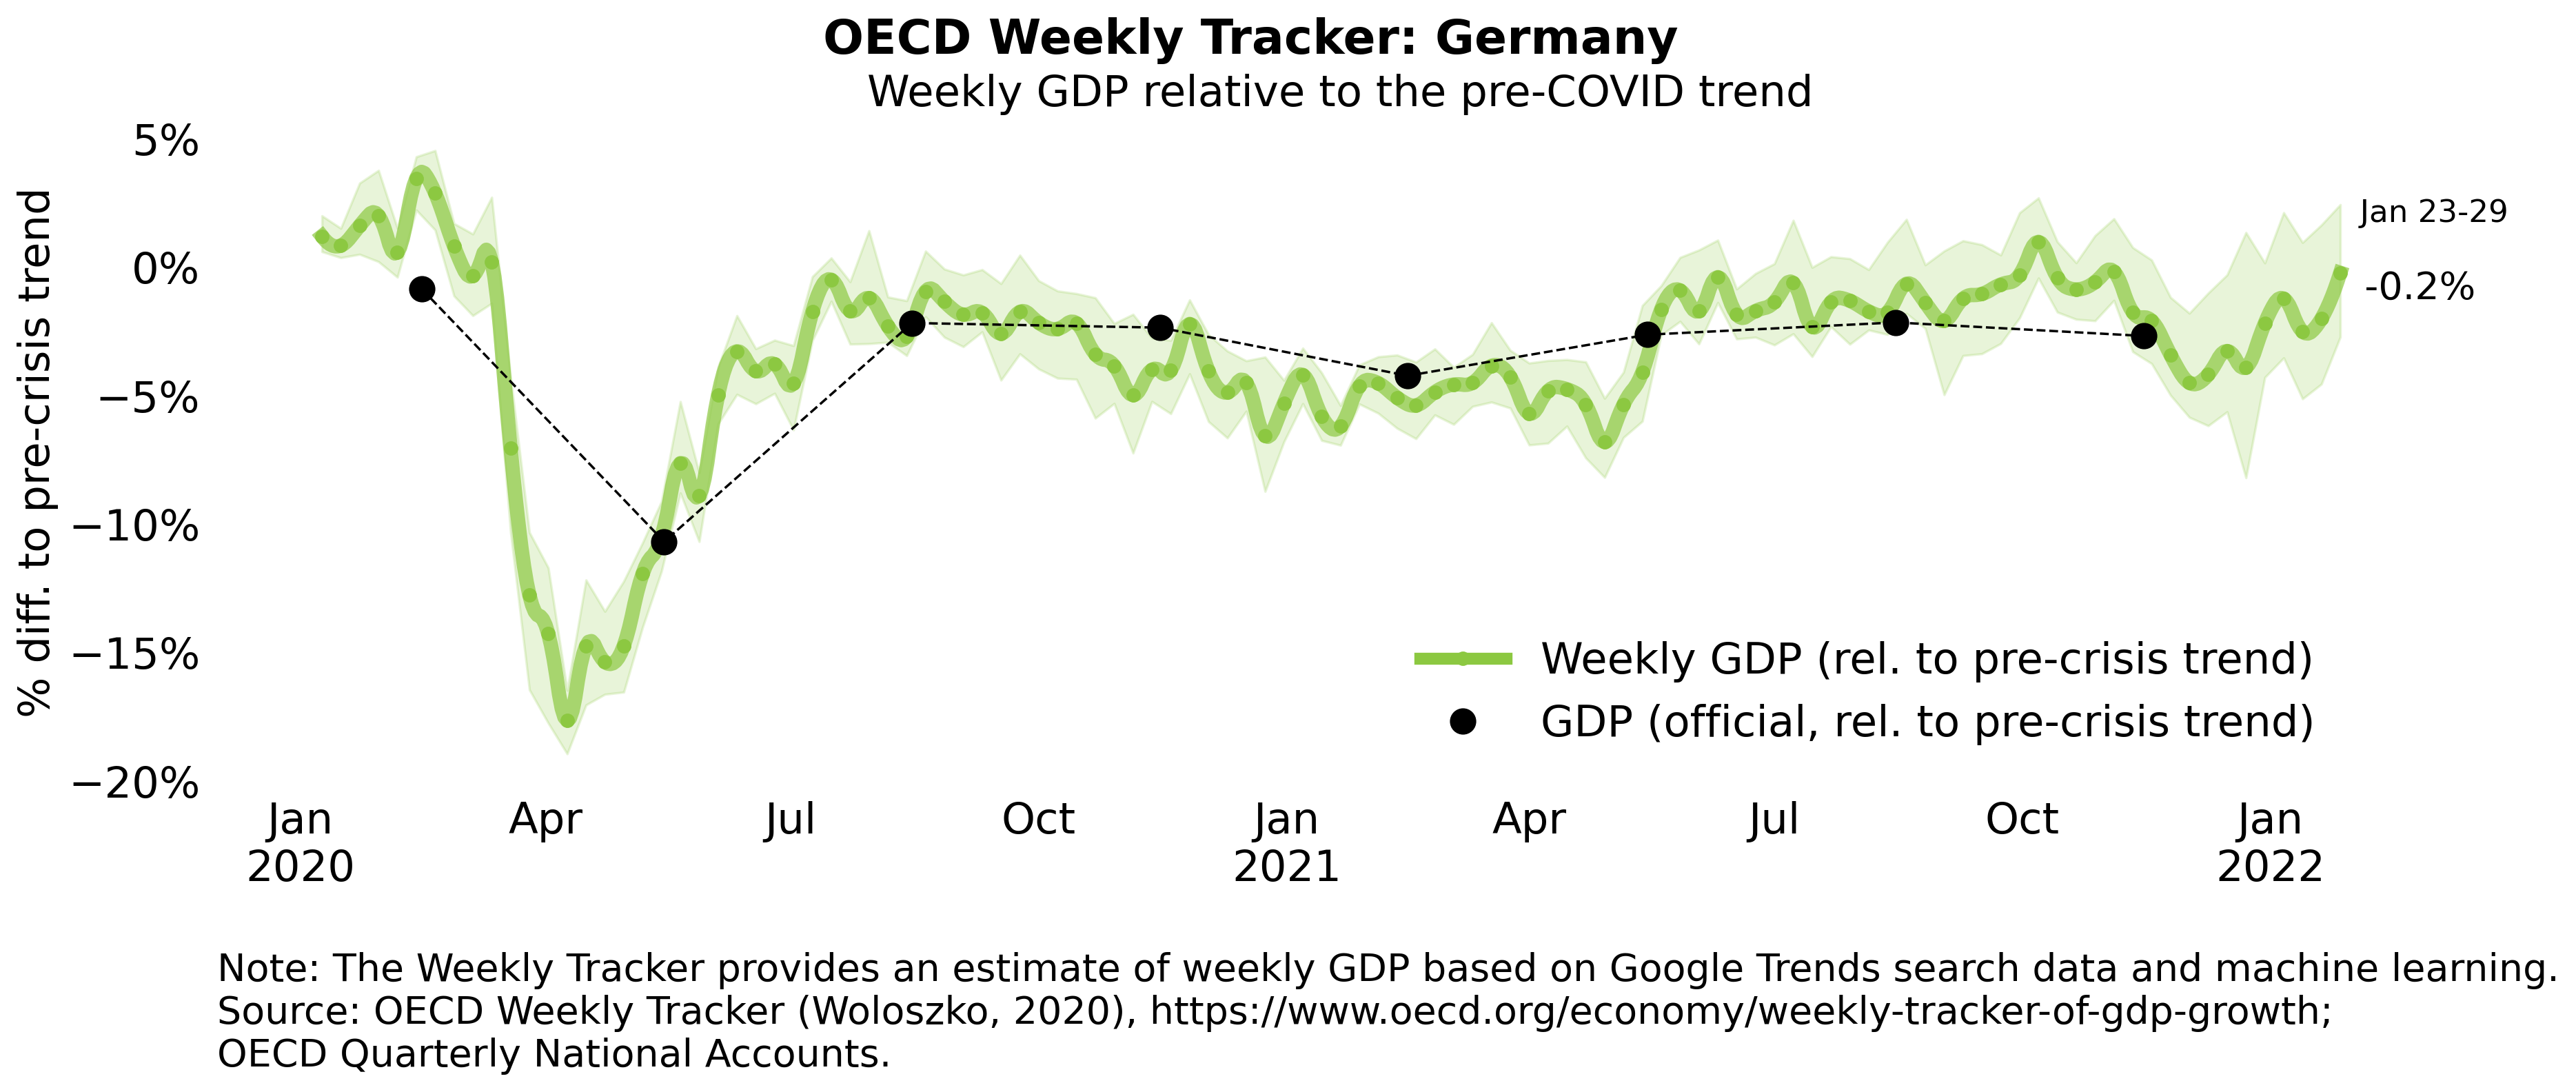 OECD Weekly Tracker: Germany
Weekly GDP relative to the pre-COVID trend
% diff. to pre-crisis trend
5%
0%
−5%
−10%
−15%
−20%
Jan 23-29
-0.2%
Weekly GDP (rel. to pre-crisis trend)
GDP (official, rel. to pre-crisis trend)
Jan Apr Jul Oct Jan Apr Jul Oct Jan
2020 2021 2022
Note: The Weekly Tracker provides an estimate of weekly GDP based on Google Trends search data and machine learning.
Source: OECD Weekly Tracker (Woloszko, 2020), https://www.oecd.org/economy/weekly-tracker-of-gdp-growth;
OECD Quarterly National Accounts.